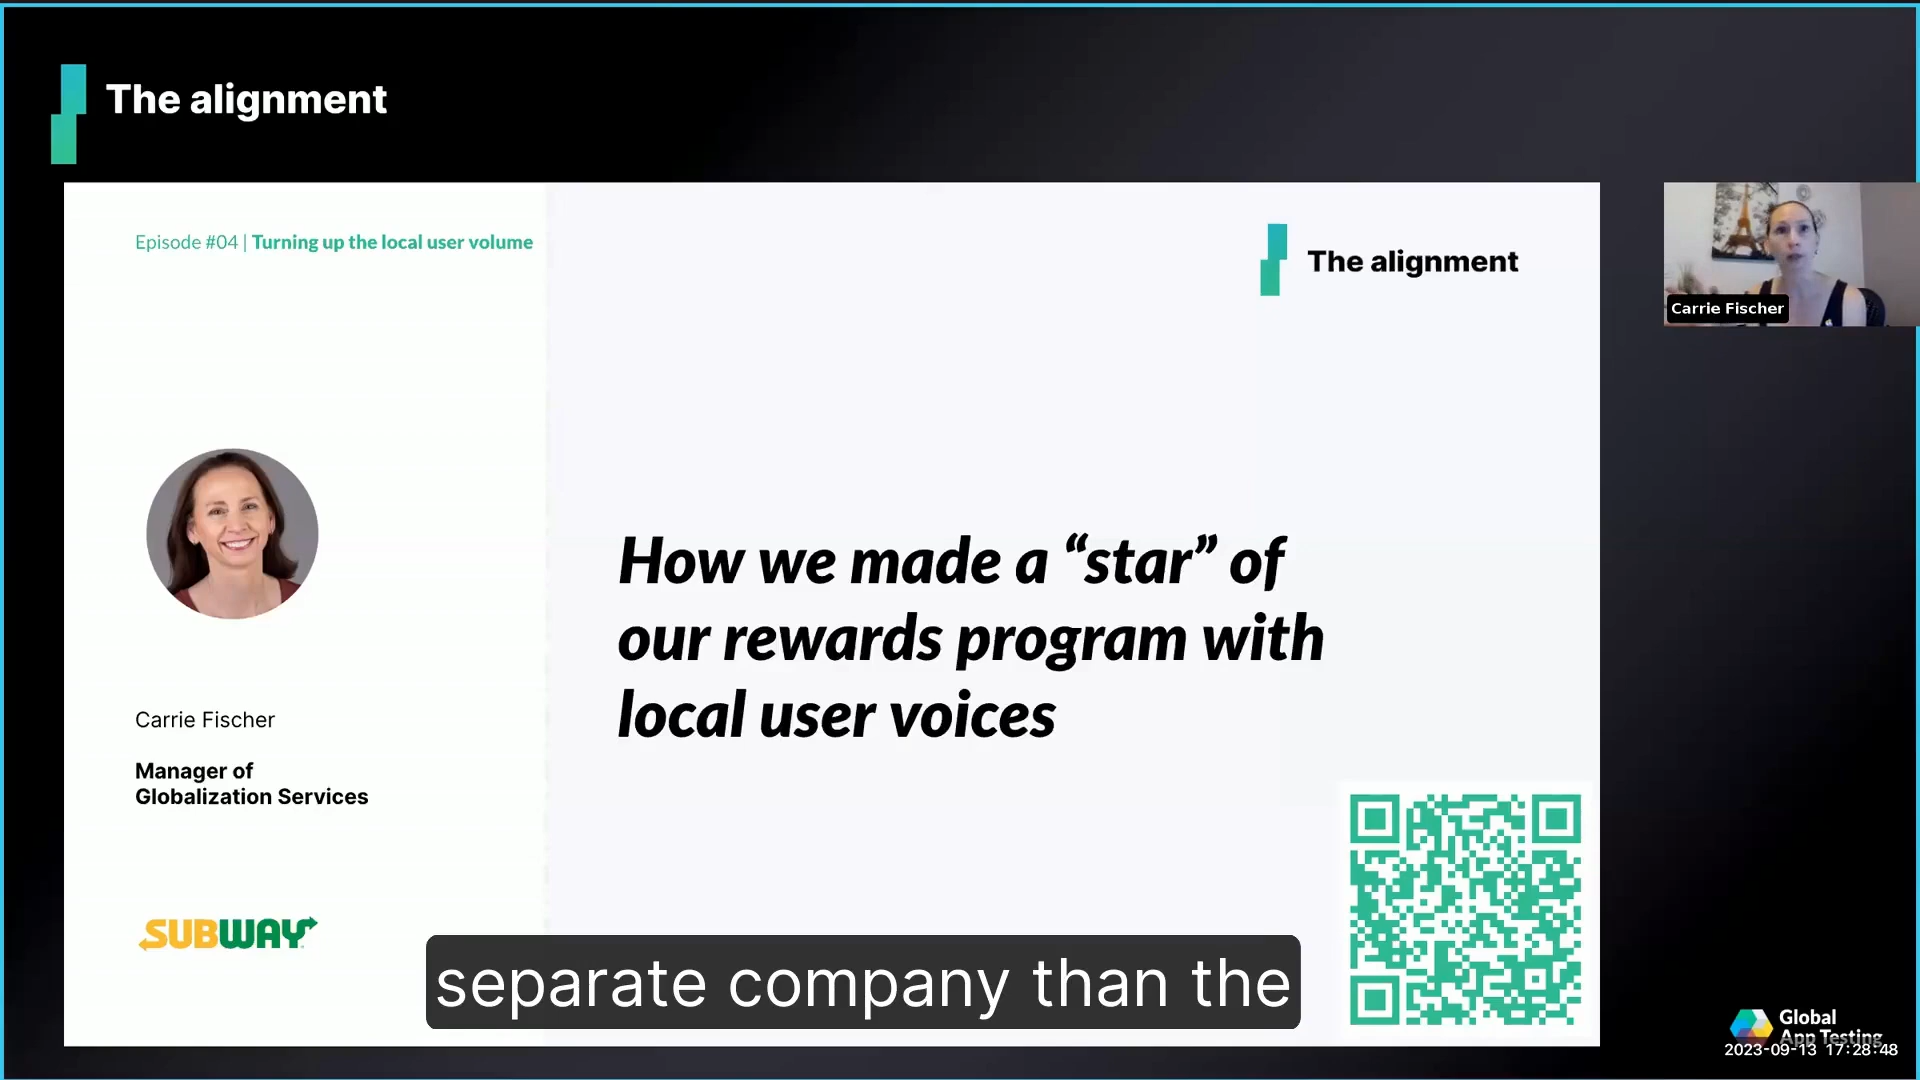 The alignment
Episode #04 | Turning up the local user volume
The alignment
Carrie Fischer
How we made a “star” of
our rewards program with
local user voices
Carrie Fischer
Manager of
Globalization Services
SUBWAY
separate company than the
Global
App Testing
2023-09-13 17:28:48